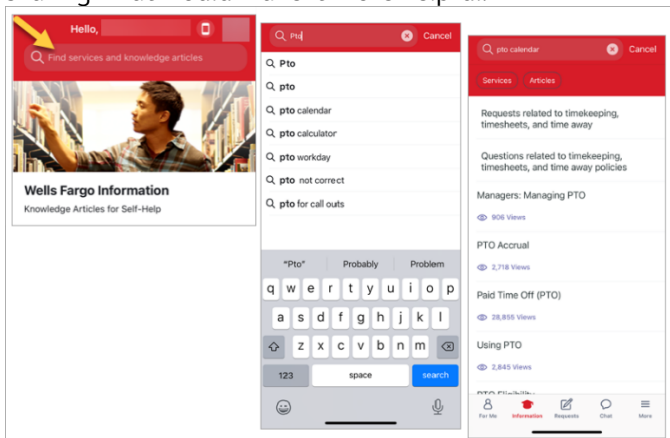 Hello,
Find services and knowledge articles
Wells Fargo Information
Knowledge Articles for Self-Help
Pto
Cancel
Pto
pto
pto calendar
pto calculator
pto workday
pto not correct
pto for call outs
"Pto" Probably Problem
q w e r t y u i o p
a s d f g h j k l
z x c v b n m
123 space search
pto calendar
Cancel
Services Articles
Requests related to timekeeping,
timesheets, and time away
Questions related to timekeeping,
timesheets, and time away policies
Managers: Managing PTO
906 Views
PTO Accrual
2,718 Views
Paid Time Off (PTO)
28,855 Views
Using PTO
2,845 Views
PTO Eligibility
For Me Information Requests Chat More